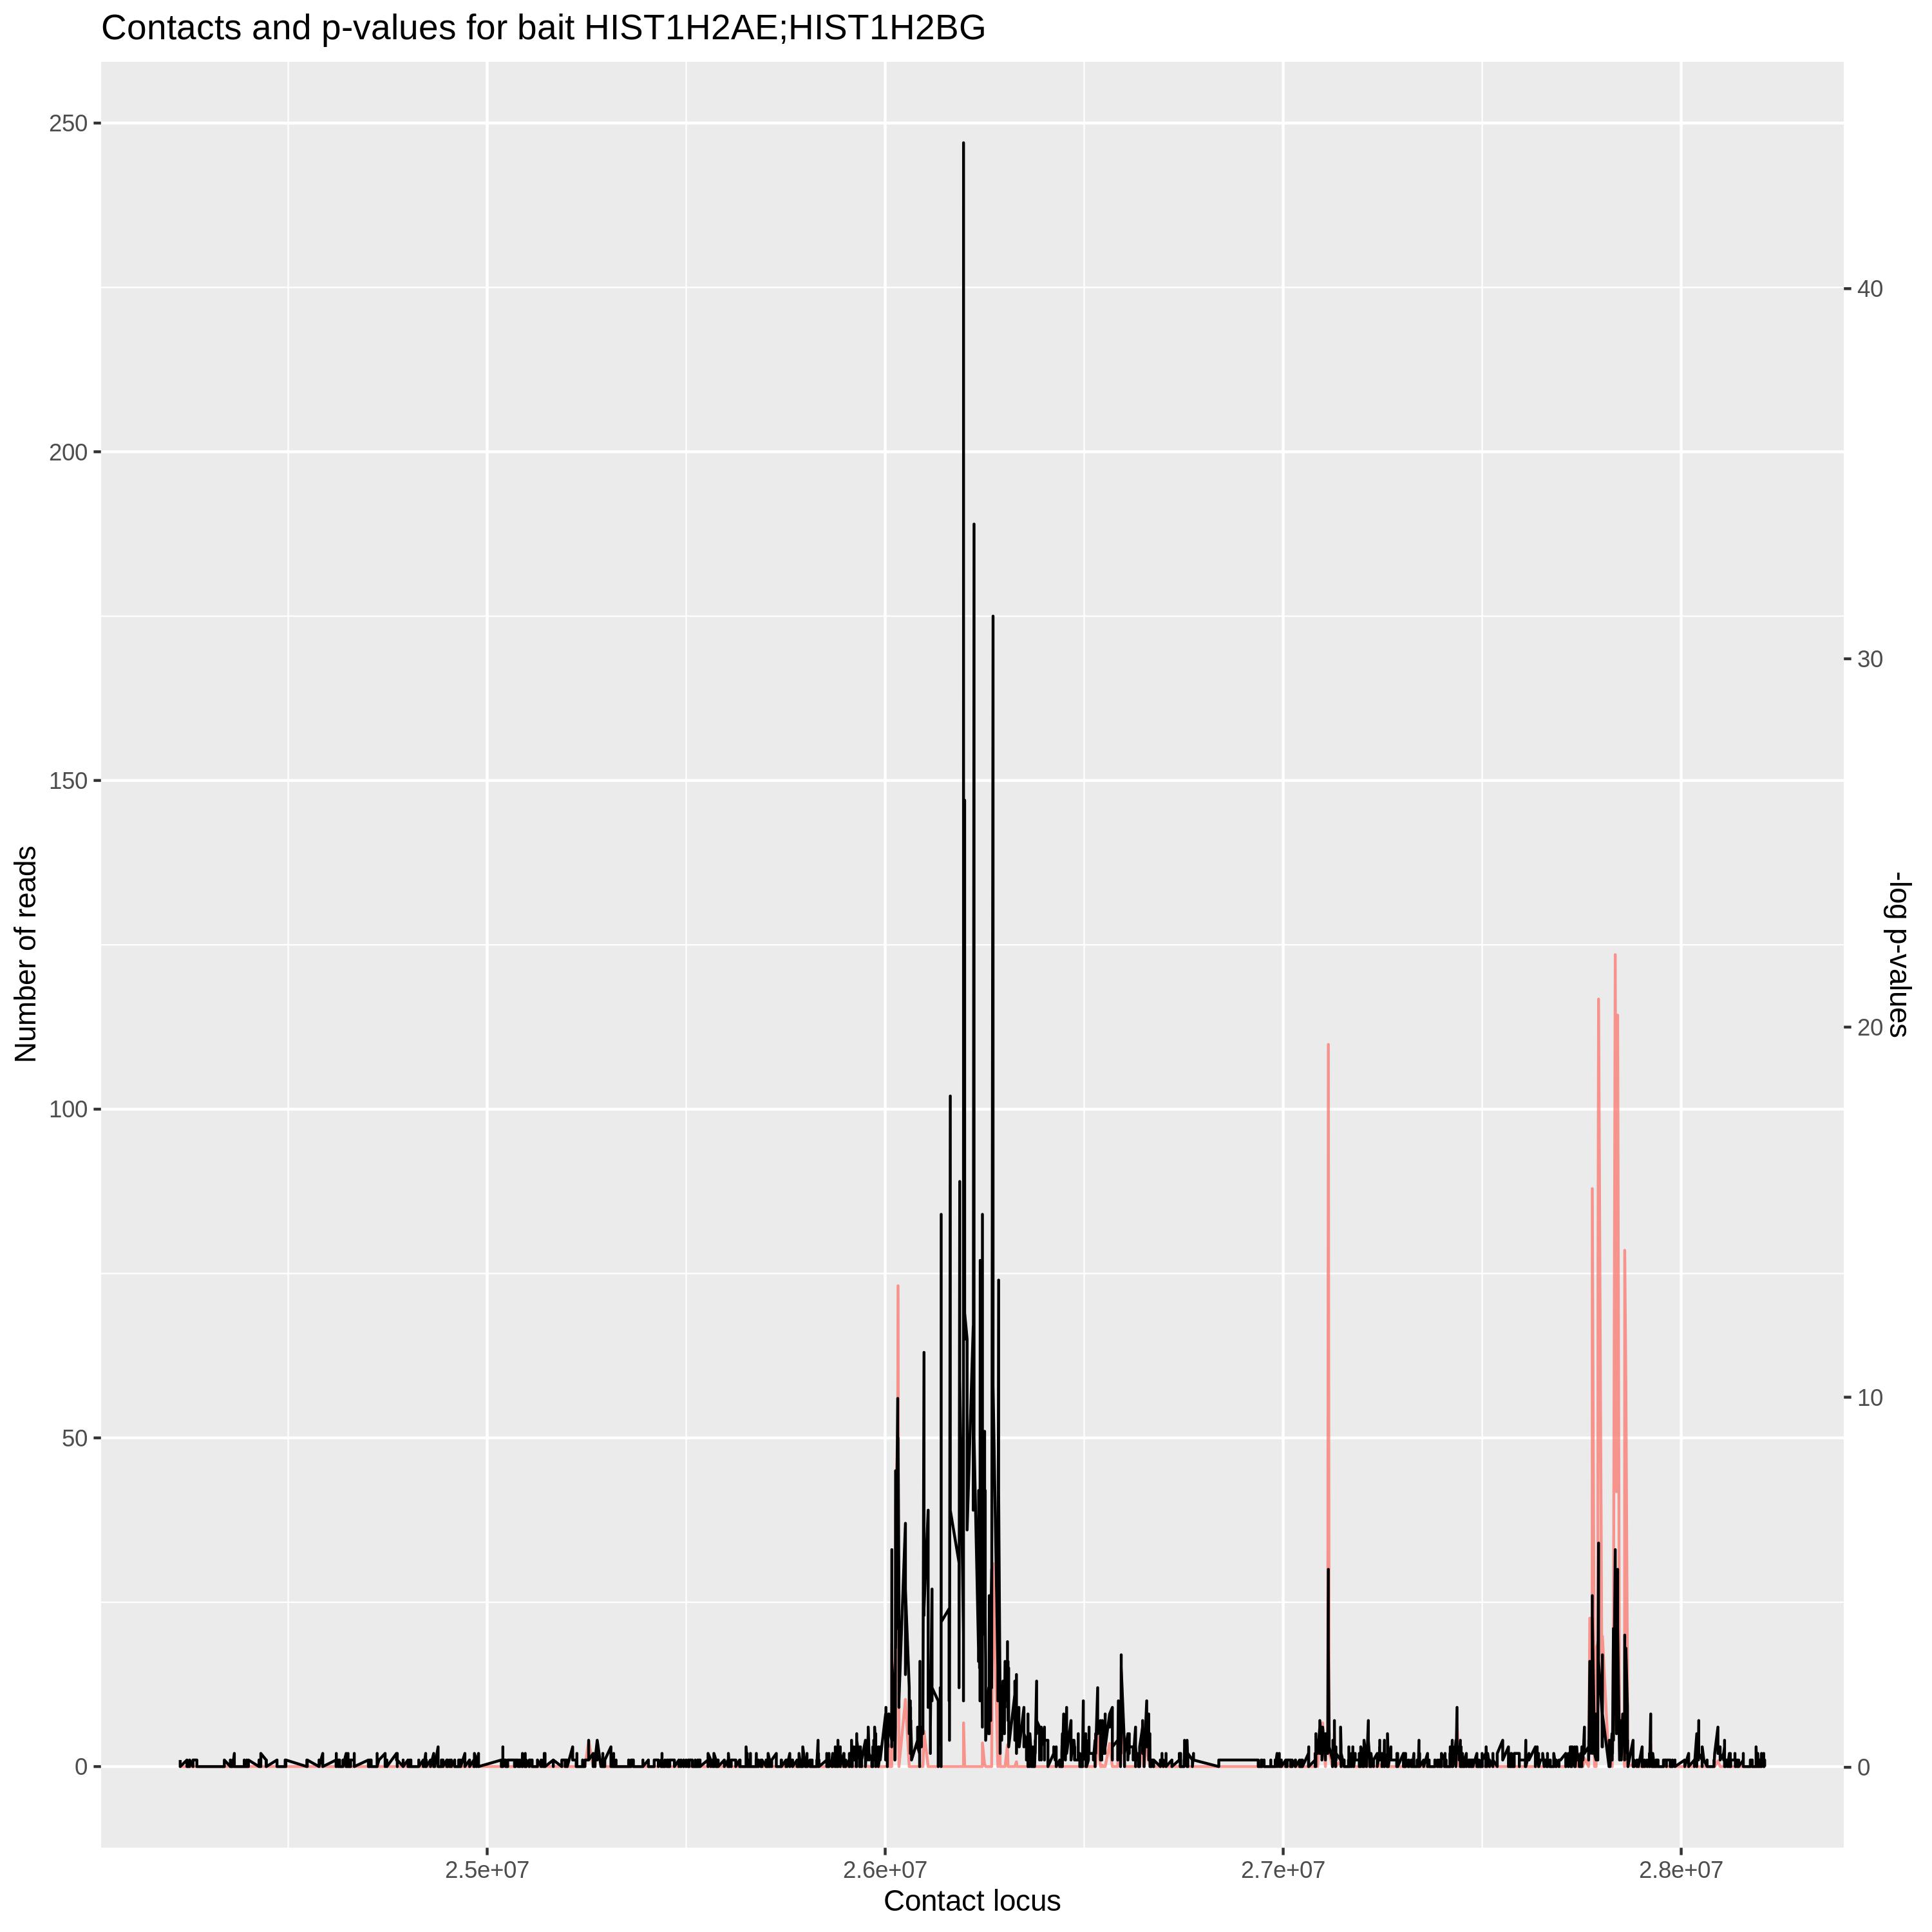 Contacts and p-values for bait HIST1H2AE;HIST1H2BG
250
200
150
100
50
0
Number of reads
40
30
20
10
0
-log p-values
2.5e+07
2.6e+07
2.7e+07
2.8e+07
Contact locus